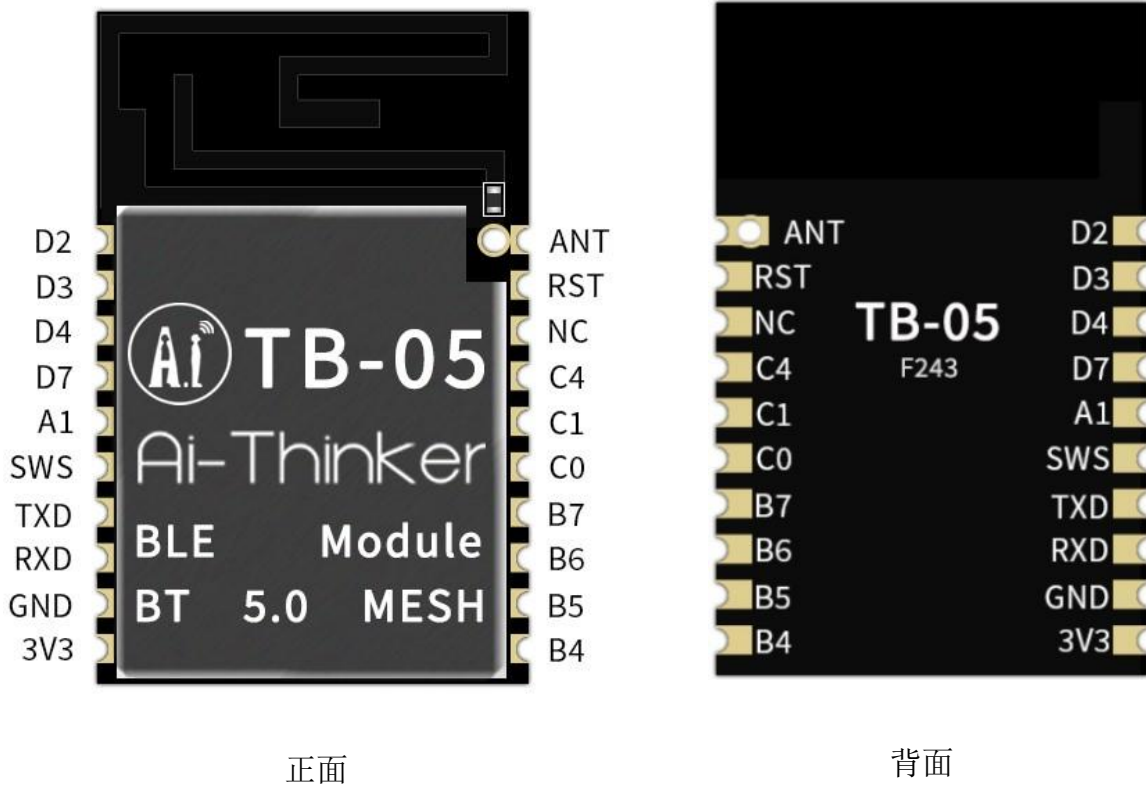 D2
D3
D4
D7
A1
SWS
TXD
RXD
GND
3V3
A.i TB-05
Ai-Thinker
BLE Module
BT 5.0 MESH
ANT
RST
NC
C4
C1
C0
B7
B6
B5
B4
正面
ANT
RST
NC
C4
C1
C0
B7
B6
B5
B4
TB-05
F243
D2
D3
D4
D7
A1
SWS
TXD
RXD
GND
3V3
背面